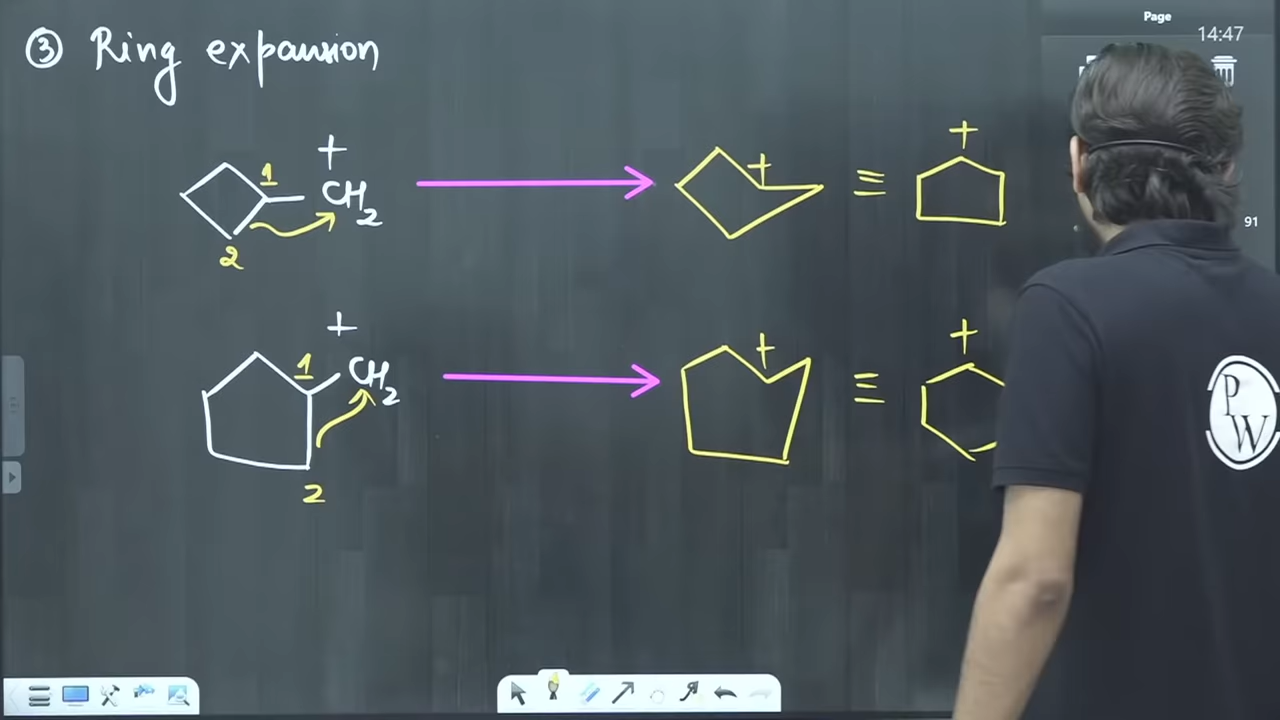 Page
14:47
③ Ring expansion
+
1
CH2
2
+
≡
+
91
+
1
CH2
2
+
≡
+
PW